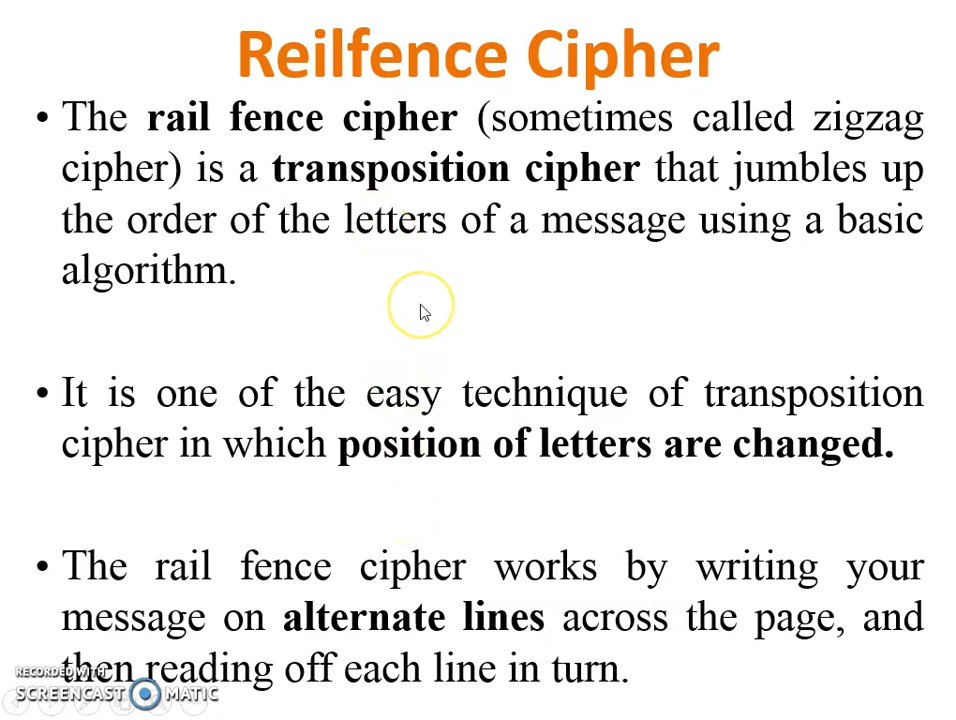 Reilfence Cipher
• The rail fence cipher (sometimes called zigzag
cipher) is a transposition cipher that jumbles up
the order of the letters of a message using a basic
algorithm.
• It is one of the easy technique of transposition
cipher in which position of letters are changed.
• The rail fence cipher works by writing your
message on alternate lines across the page, and
then reading off each line in turn.
RECORDED WITH
SCREENCAST MATIC